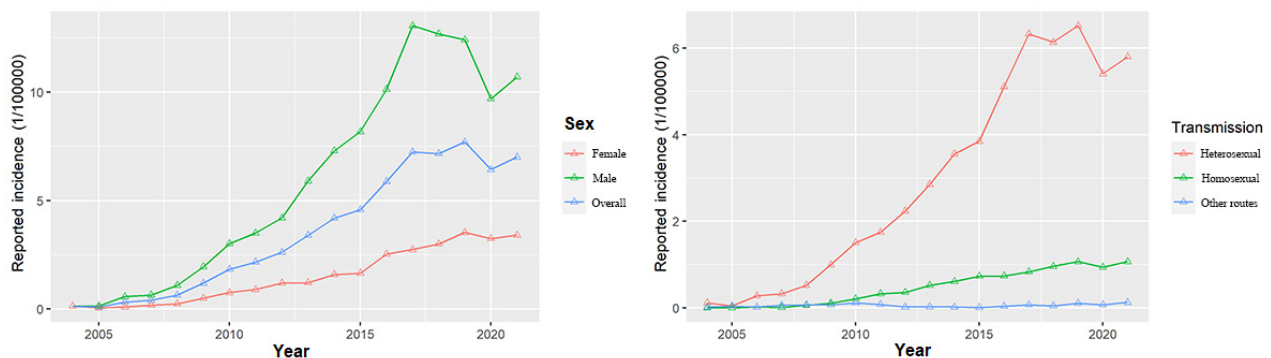 Reported incidence (1/100000)
10
5
0
2005
2010
2015
2020
Year
Sex
Female
Male
Overall
Reported incidence (1/100000)
6
4
2
0
2005
2010
2015
2020
Year
Transmission
Heterosexual
Homosexual
Other routes